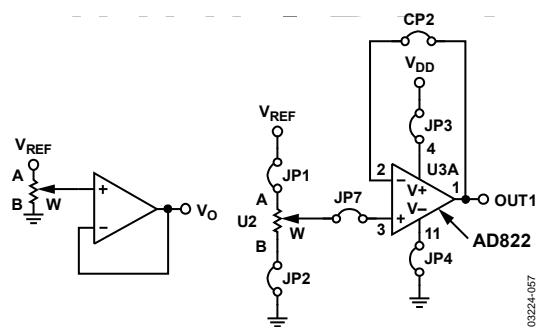 CP2
VDD
VREF
JP3
4
U3A
JP1
2
−
V+
1
OUT1
VREF
A
+
B
W
−
VO
A
JP7
U2
W
B
3
+
V−
11
AD822
JP2
JP4
03224-057